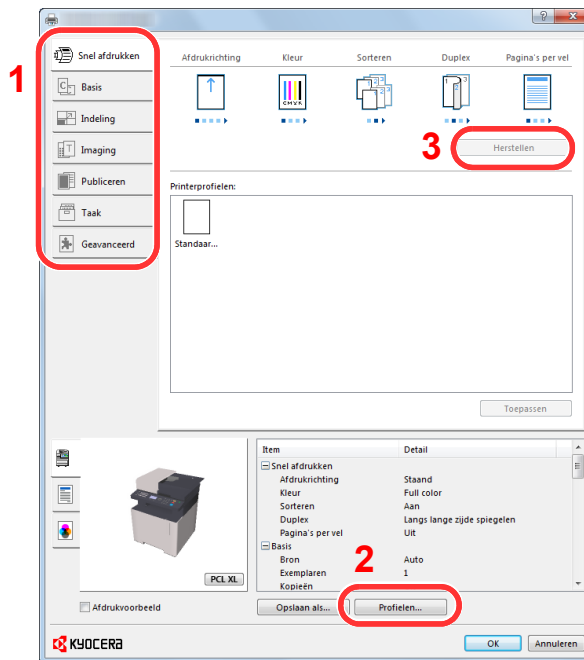 ?
1
Snel afdrukken
Basis
Indeling
Imaging
Publiceren
Taak
Geavanceerd
Afdrukrichting Kleur Sorteren Duplex Pagina's per vel
CMYK
3 Herstellen
Printerprofielen:
Standaar...
Toepassen
Item Detail
Snel afdrukken
Afdrukrichting Staand
Kleur Full color
Sorteren Aan
Duplex Langs lange zijde spiegelen
Pagina's per vel Uit
Basis
Bron Auto
Exemplaren 1
Kopieën
PCL XL
2
Afdrukvoorbeeld Opslaan als... Profielen...
KYOCERA OK Annuleren